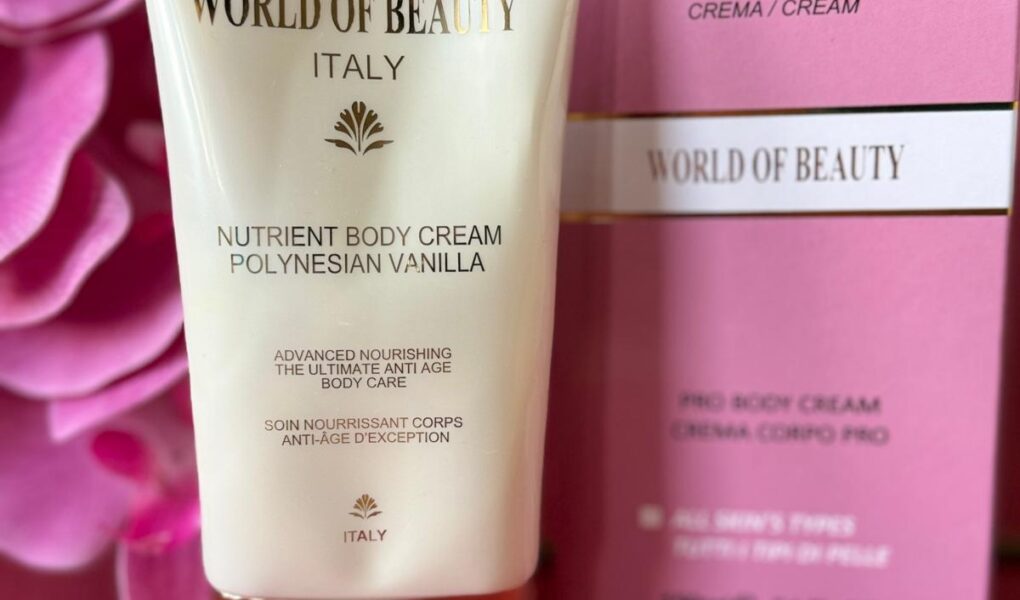 WORLD OF BEAUTY
ITALY
NUTRIENT BODY CREAM
POLYNESIAN VANILLA
ADVANCED NOURISHING
THE ULTIMATE ANTI AGE
BODY CARE
SOIN NOURRISSANT CORPS
ANTI-ÂGE D'EXCEPTION
ITALY
CREMA / CREAM
WORLD OF BEAUTY
PRO BODY CREAM
CREMA CORPO PRO
ALL SKIN'S TYPES
TUTTI I TIPI DI PELLE